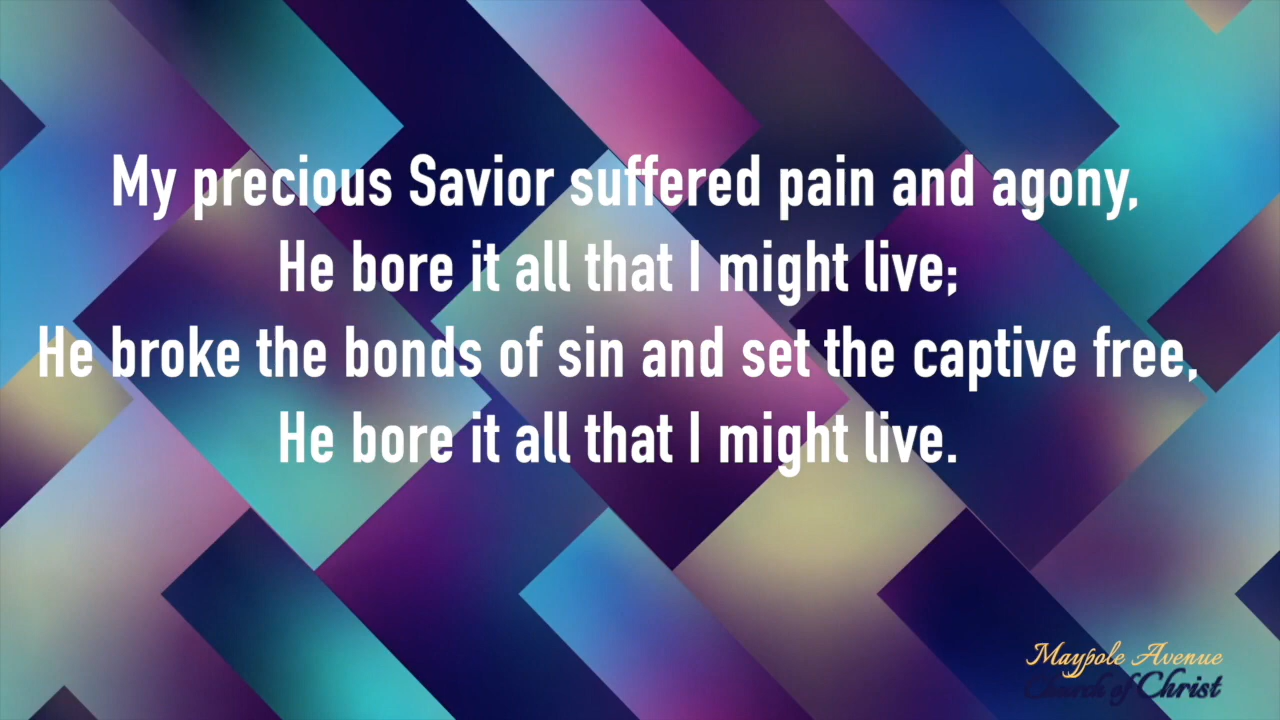 My precious Savior suffered pain and agony,
He bore it all that I might live;
He broke the bonds of sin and set the captive free,
He bore it all that I might live.
Maypole Avenue
Church of Christ